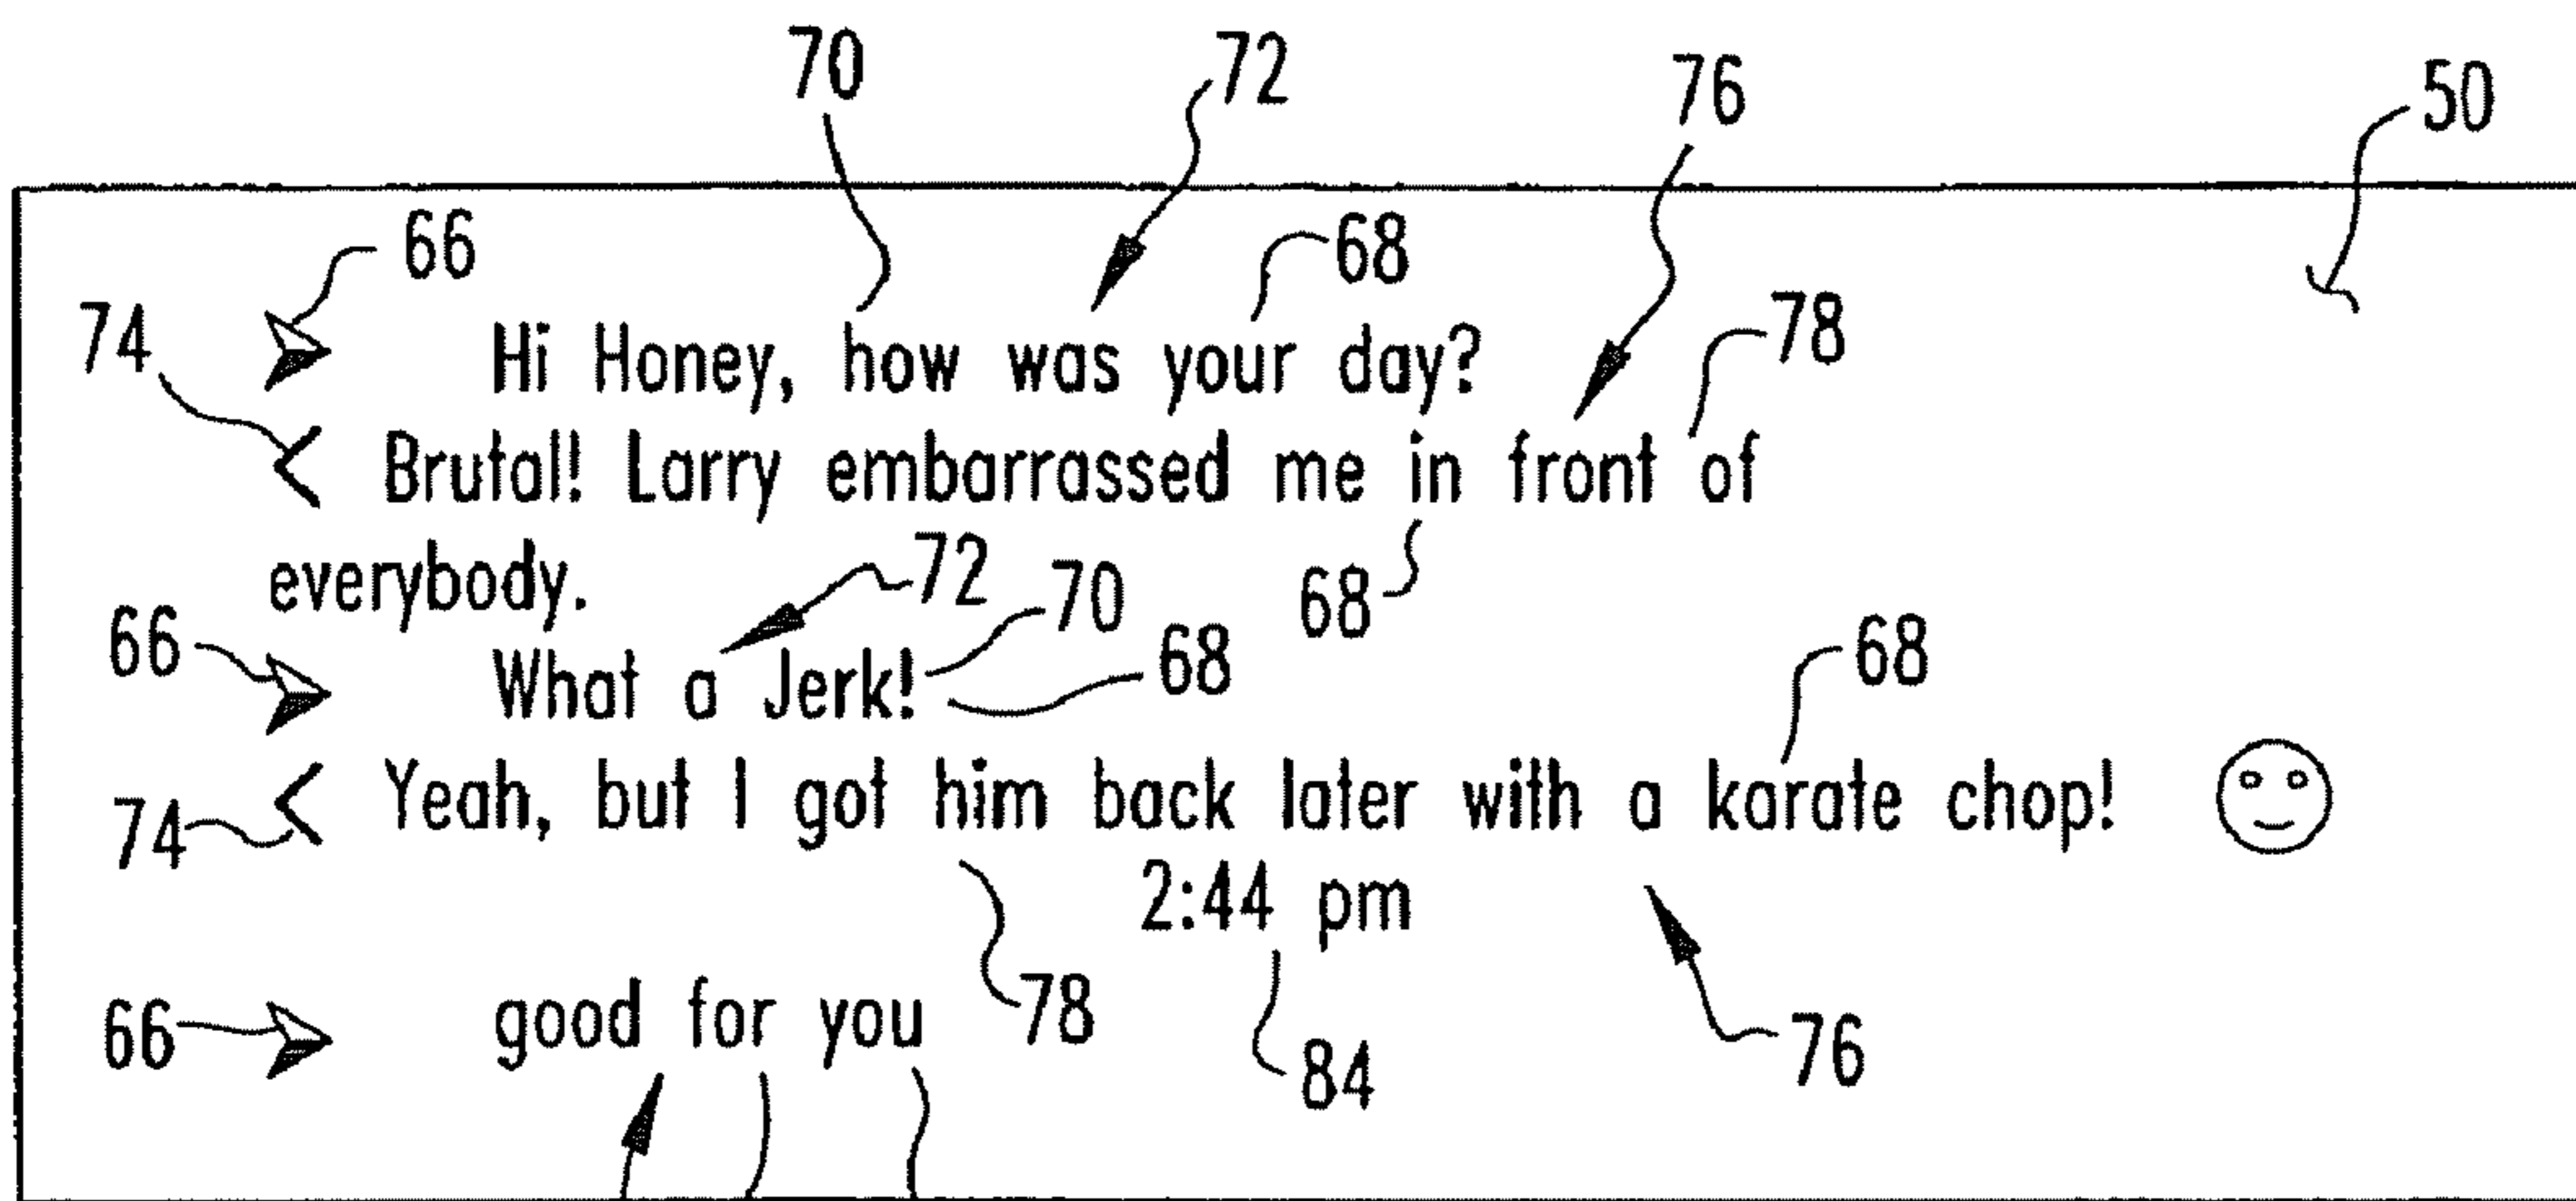 70 72 76 50
66 68
74 78
Hi Honey, how was your day?
< Brutal! Larry embarrassed me in front of
everybody.
72 70 68
66 68 68
What a Jerk!
< Yeah, but I got him back later with a karate chop!
74
2:44 pm
good for you
66 78 84 76